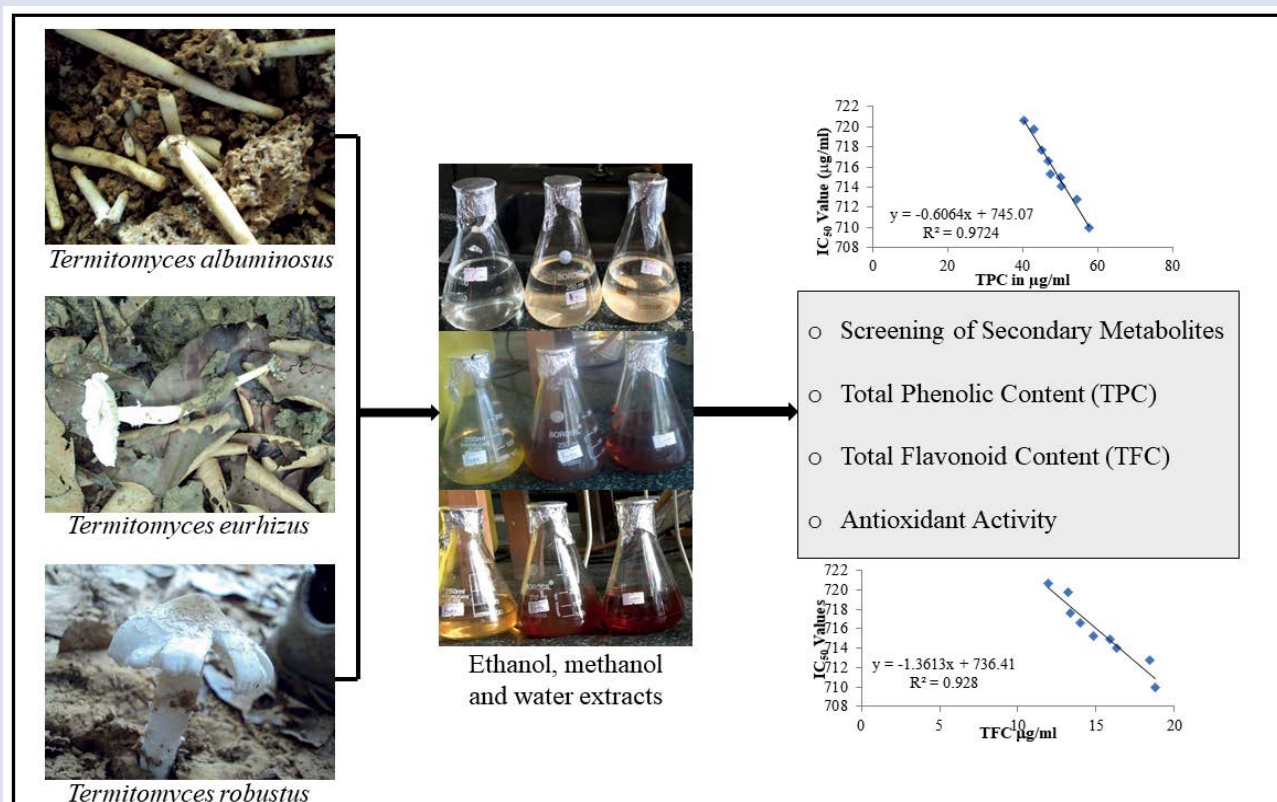 Termitomyces albuminosus
Termitomyces eurhizus
Termitomyces robustus
BOROSIL
Ethanol, methanol
and water extracts
IC50 Value (µg/ml)
722
720
718
716
714
712
710
708
y = -0.6064x + 745.07
R² = 0.9724
0
20
40
60
80
TPC in µg/ml
o Screening of Secondary Metabolites
o Total Phenolic Content (TPC)
o Total Flavonoid Content (TFC)
o Antioxidant Activity
IC50 Values
722
720
718
716
714
712
710
708
706
y = -1.3613x + 736.41
R² = 0.928
0
5
10
15
20
TFC µg/ml